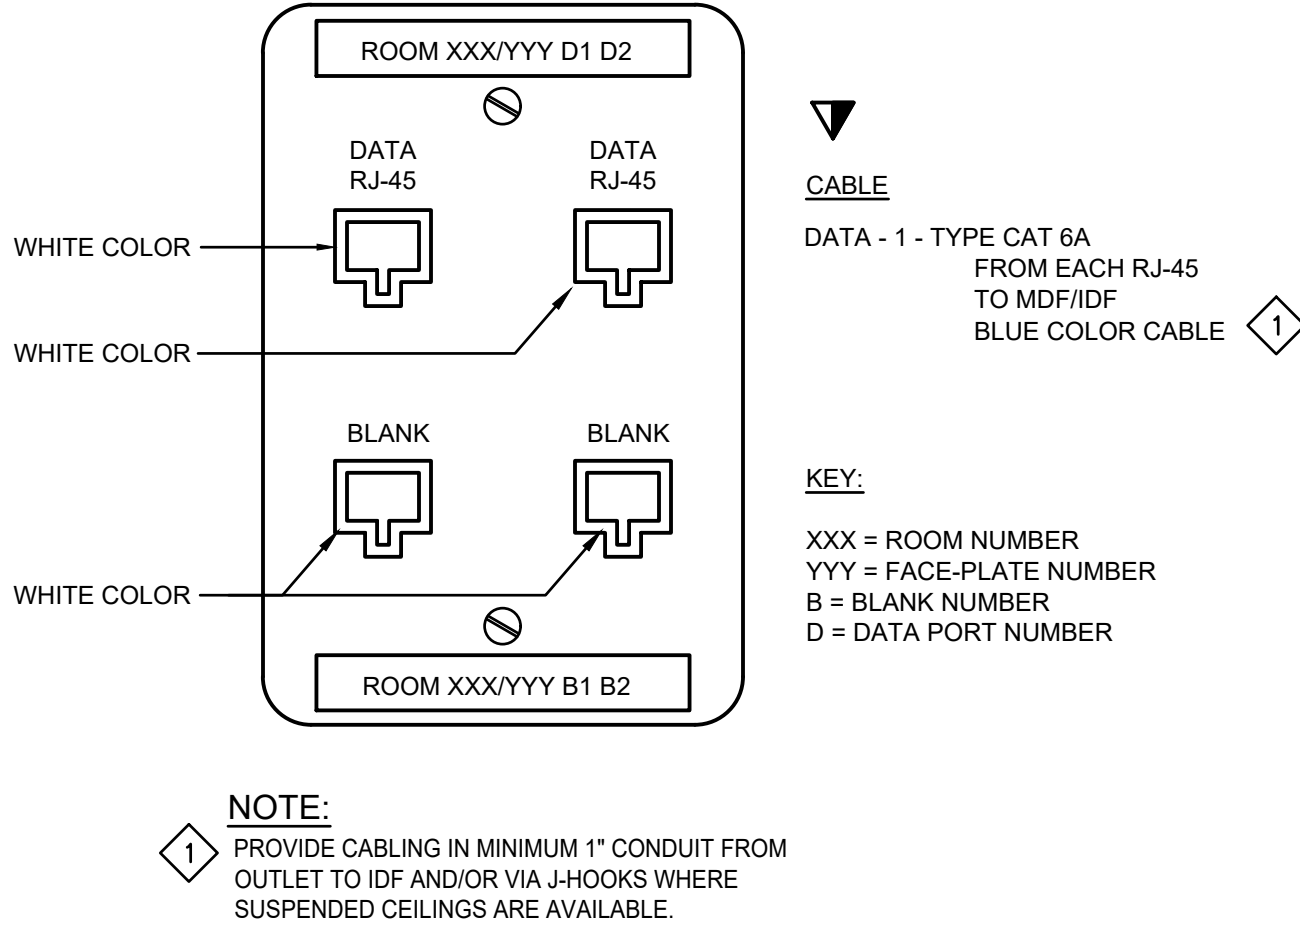 ROOM XXX/YYY D1 D2
DATA
RJ-45
DATA
RJ-45
WHITE COLOR
WHITE COLOR
BLANK
BLANK
WHITE COLOR
ROOM XXX/YYY B1 B2
CABLE
DATA - 1 - TYPE CAT 6A
FROM EACH RJ-45
TO MDF/IDF
BLUE COLOR CABLE
1
KEY:
XXX = ROOM NUMBER
YYY = FACE-PLATE NUMBER
B = BLANK NUMBER
D = DATA PORT NUMBER
NOTE:
1
PROVIDE CABLING IN MINIMUM 1" CONDUIT FROM
OUTLET TO IDF AND/OR VIA J-HOOKS WHERE
SUSPENDED CEILINGS ARE AVAILABLE.